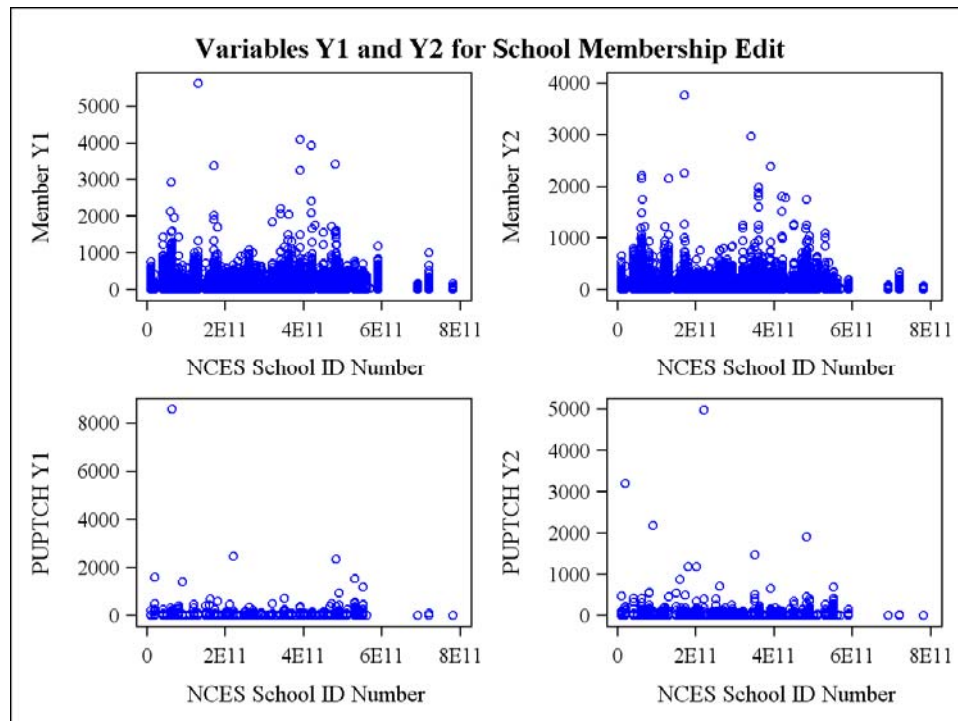 Variables Y1 and Y2 for School Membership Edit
Member Y1
5000
4000
3000
2000
1000
0
0 2E11 4E11 6E11 8E11
NCES School ID Number
Member Y2
4000
3000
2000
1000
0
0 2E11 4E11 6E11 8E11
NCES School ID Number
PUPTCH Y1
8000
6000
4000
2000
0
0 2E11 4E11 6E11 8E11
NCES School ID Number
PUPTCH Y2
5000
4000
3000
2000
1000
0
0 2E11 4E11 6E11 8E11
NCES School ID Number